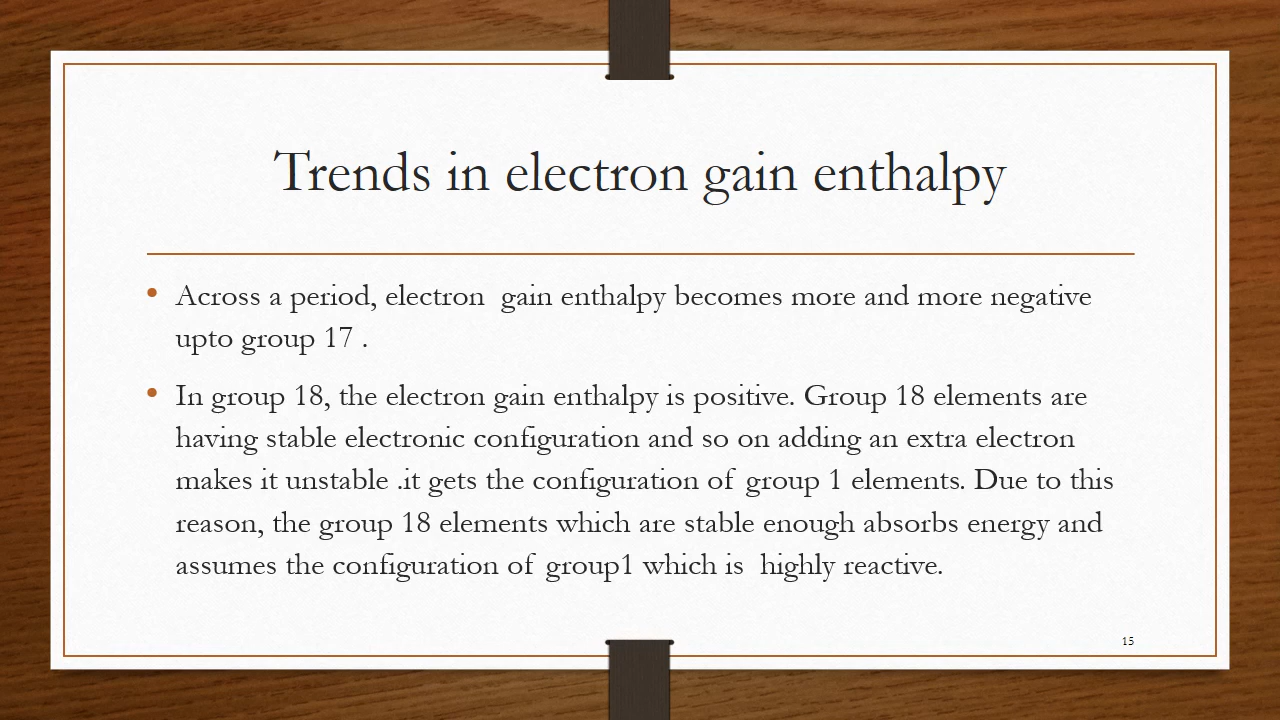 Trends in electron gain enthalpy
• Across a period, electron  gain enthalpy becomes more and more negative
upto group 17 .
• In group 18, the electron gain enthalpy is positive. Group 18 elements are
having stable electronic configuration and so on adding an extra electron
makes it unstable .it gets the configuration of group 1 elements. Due to this
reason, the group 18 elements which are stable enough absorbs energy and
assumes the configuration of group1 which is  highly reactive.
15